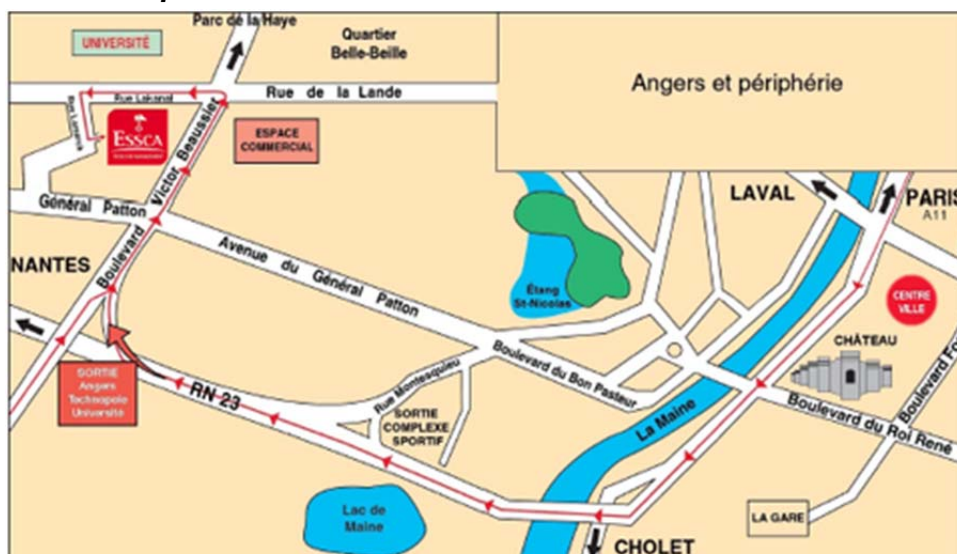 Parc de la Haye
UNIVERSITÉ
Quartier
Belle-Beille
Angers et périphérie
Rue Lakanal
Rue de la Lande
ESSCA
ESPACE
COMMERCIAL
Boulevard Victor Beaussier
Général Patton
LAVAL
PARIS
A11
Avenue du Général Patton
NANTES
Étang
St-Nicolas
CENTRE
VILLE
CHÂTEAU
SORTIE
Angers
Technopole
Université
RN 23
Rue Montesquieu
Boulevard du Bon Pasteur
SORTIE
COMPLEXE
SPORTIF
La Maine
Boulevard du Roi René
Boulevard Fo
Lac de
Maine
LA GARE
CHOLET